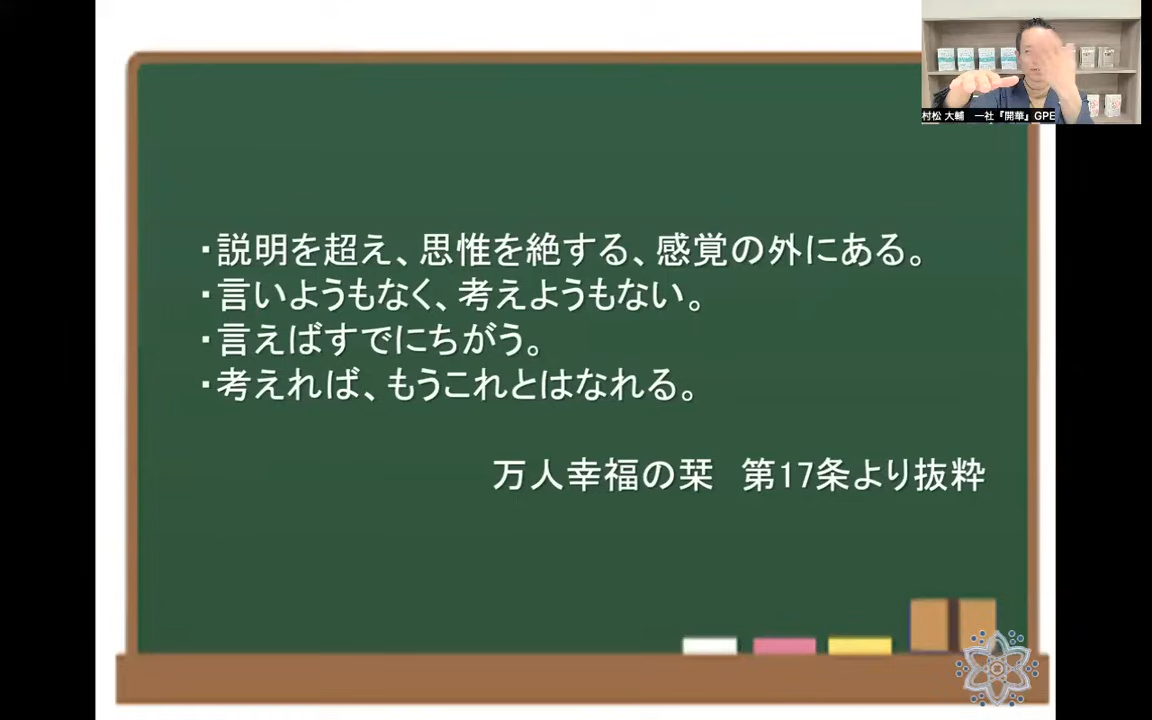 村松 大輔　一社『開華』GPE
・説明を超え、思惟を絶する、感覚の外にある。
・言いようもなく、考えようもない。
・言えばすでにちがう。
・考えれば、もうこれとはなれる。
万人幸福の栞　第17条より抜粋